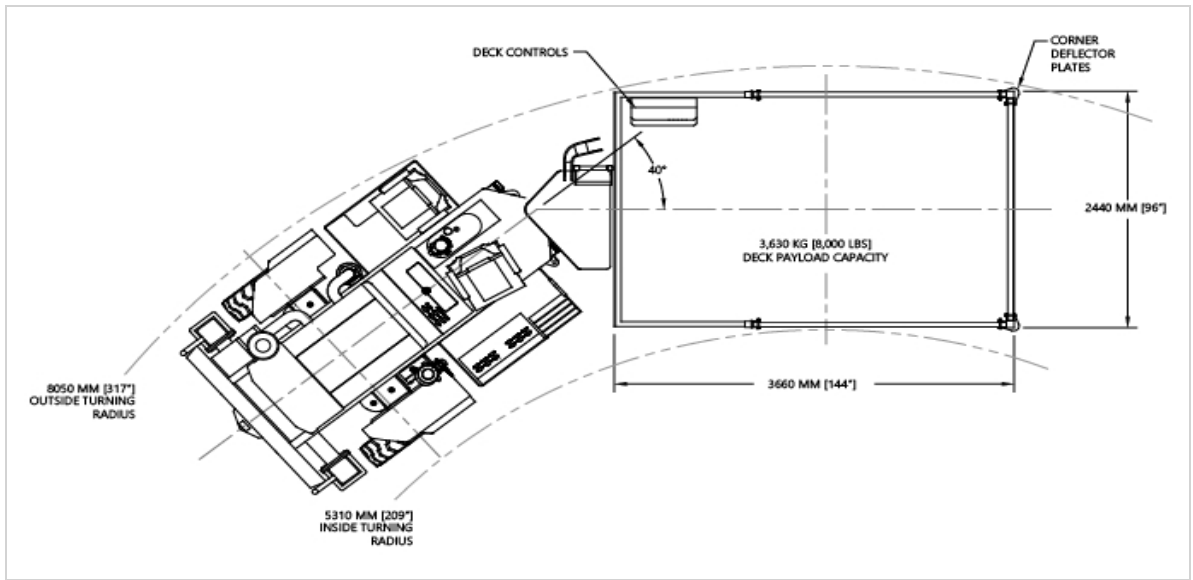 DECK CONTROLS
CORNER
DEFLECTOR
PLATES
40°
2440 MM [96"]
3,630 KG [8,000 LBS]
DECK PAYLOAD CAPACITY
3660 MM [144"]
8050 MM [317"]
OUTSIDE TURNING
RADIUS
5310 MM [209"]
INSIDE TURNING
RADIUS